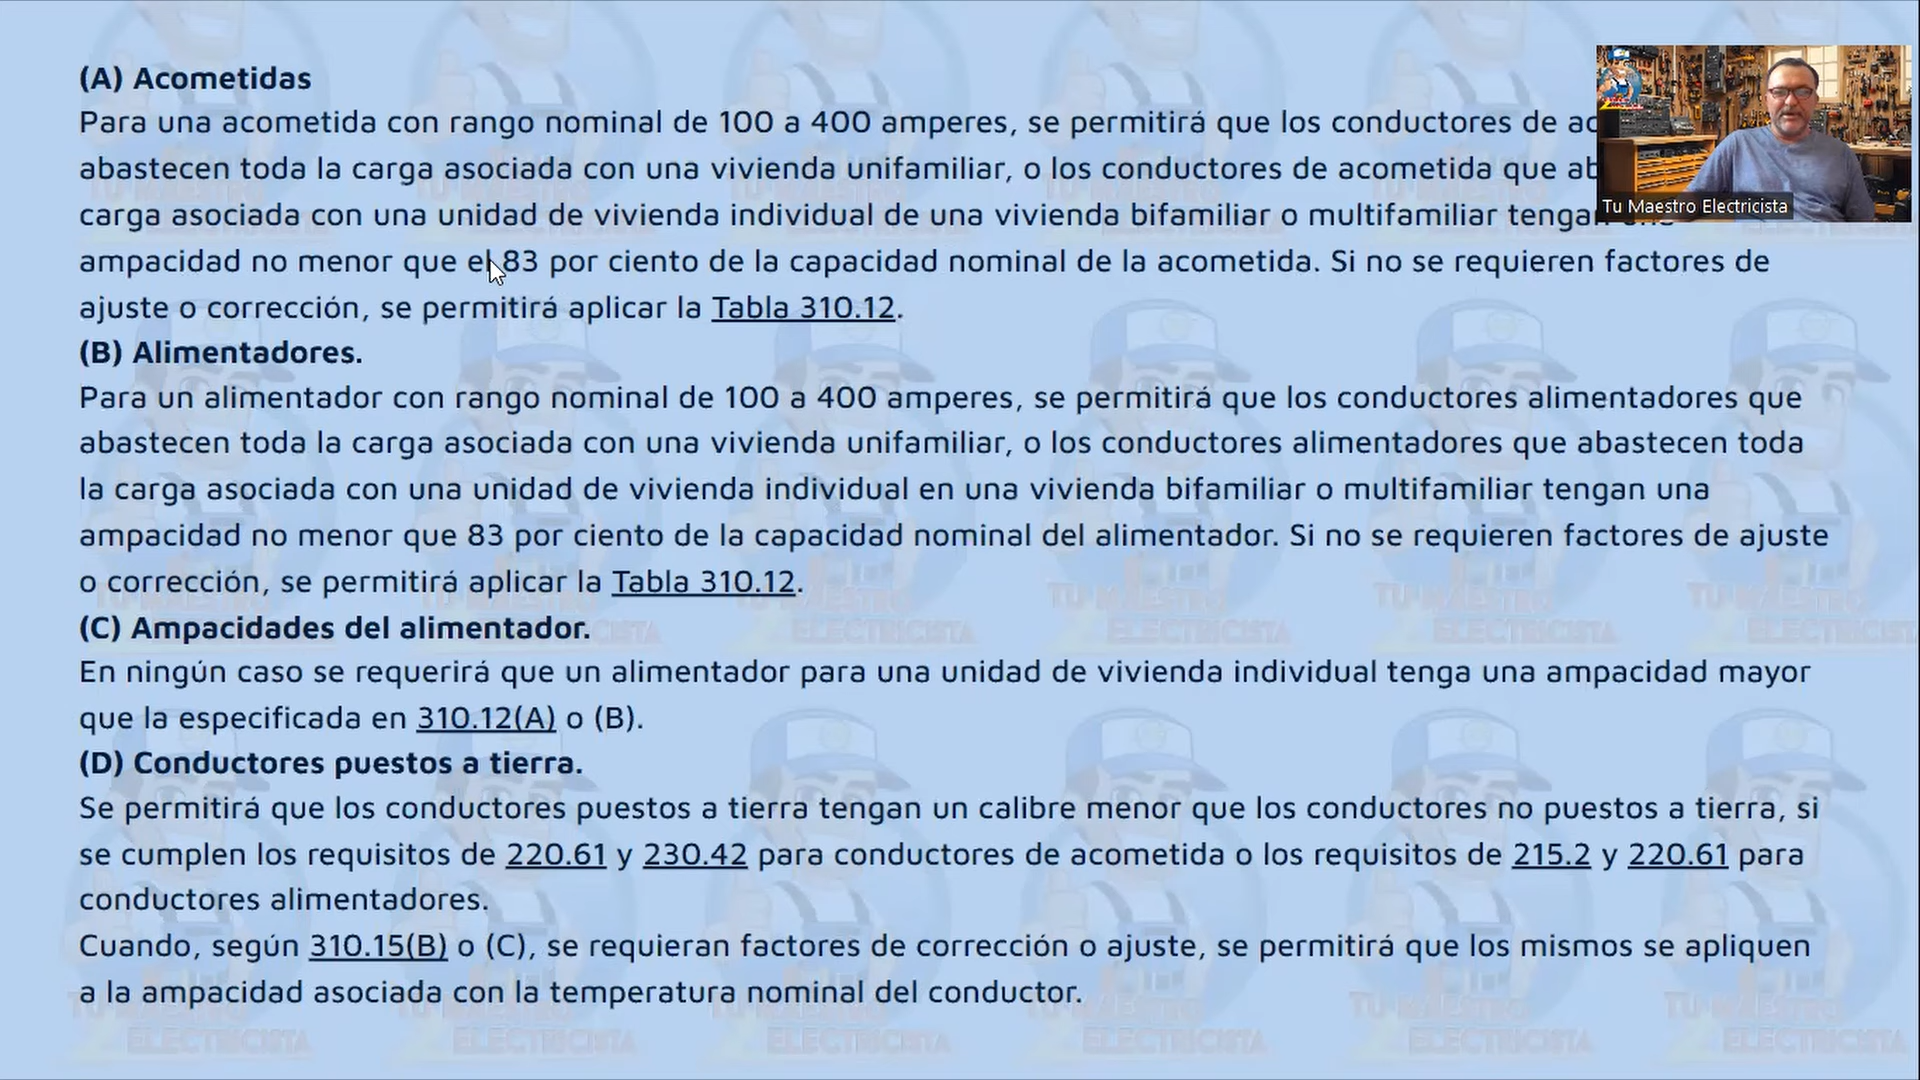 (A) Acometidas
Para una acometida con rango nominal de 100 a 400 amperes, se permitirá que los conductores de
abastecen toda la carga asociada con una vivienda unifamiliar, o los conductores de acometida que
carga asociada con una unidad de vivienda individual de una vivienda bifamiliar o multifamiliar tengan una
ampacidad no menor que el 83 por ciento de la capacidad nominal de la acometida. Si no se requieren factores de
ajuste o corrección, se permitirá aplicar la Tabla 310.12.
(B) Alimentadores.
Para un alimentador con rango nominal de 100 a 400 amperes, se permitirá que los conductores alimentadores que
abastecen toda la carga asociada con una vivienda unifamiliar, o los conductores alimentadores que abastecen toda
la carga asociada con una unidad de vivienda individual en una vivienda bifamiliar o multifamiliar tengan una
ampacidad no menor que 83 por ciento de la capacidad nominal del alimentador. Si no se requieren factores de ajuste
o corrección, se permitirá aplicar la Tabla 310.12.
(C) Ampacidades del alimentador.
En ningún caso se requerirá que un alimentador para una unidad de vivienda individual tenga una ampacidad mayor
que la especificada en 310.12(A) o (B).
(D) Conductores puestos a tierra.
Se permitirá que los conductores puestos a tierra tengan un calibre menor que los conductores no puestos a tierra, si
se cumplen los requisitos de 220.61 y 230.42 para conductores de acometida o los requisitos de 215.2 y 220.61 para
conductores alimentadores.
Cuando, según 310.15(B) o (C), se requieran factores de corrección o ajuste, se permitirá que los mismos se apliquen
a la ampacidad asociada con la temperatura nominal del conductor.
Tu Maestro Electricista